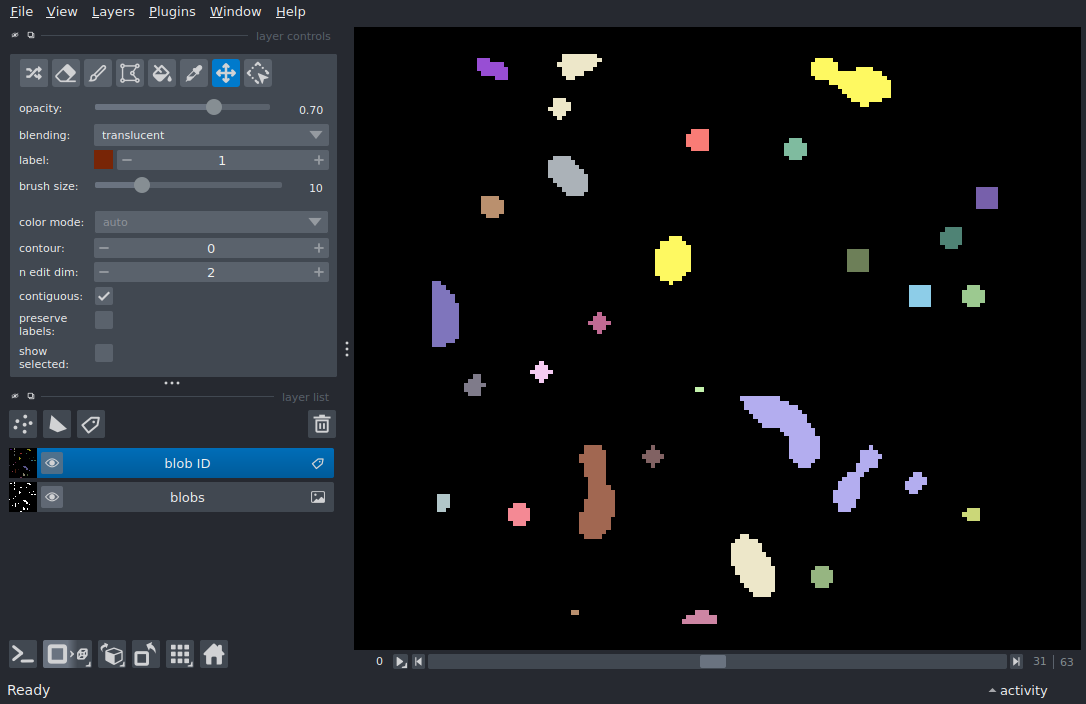 File View Layers Plugins Window Help
layer controls
opacity: 0.70
blending: translucent
label: 1
brush size: 10
color mode: auto
contour: 0
n edit dim: 2
contiguous:
preserve
labels:
show
selected:
layer list
blob ID
blobs
0 31 | 63
Ready activity